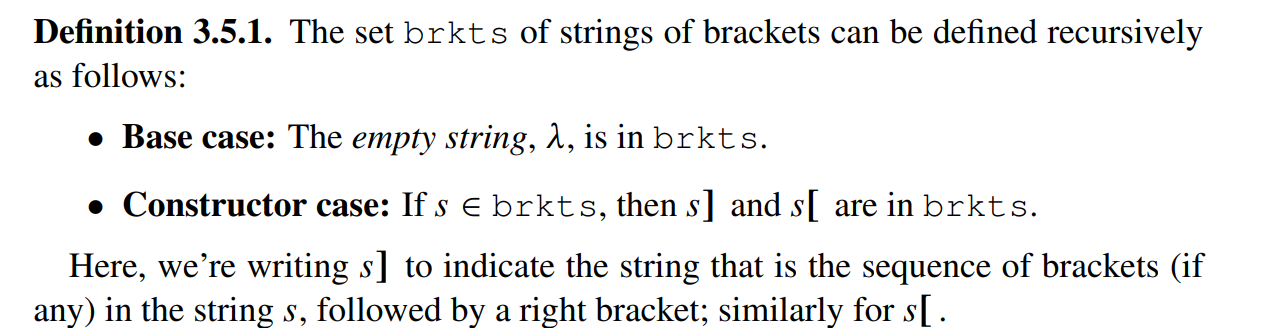 Definition 3.5.1. The set brkts of strings of brackets can be defined recursively
as follows:
• Base case: The empty string, λ, is in brkts.
• Constructor case: If s ∈ brkts, then s] and s[ are in brkts.
Here, we’re writing s] to indicate the string that is the sequence of brackets (if
any) in the string s, followed by a right bracket; similarly for s[ .